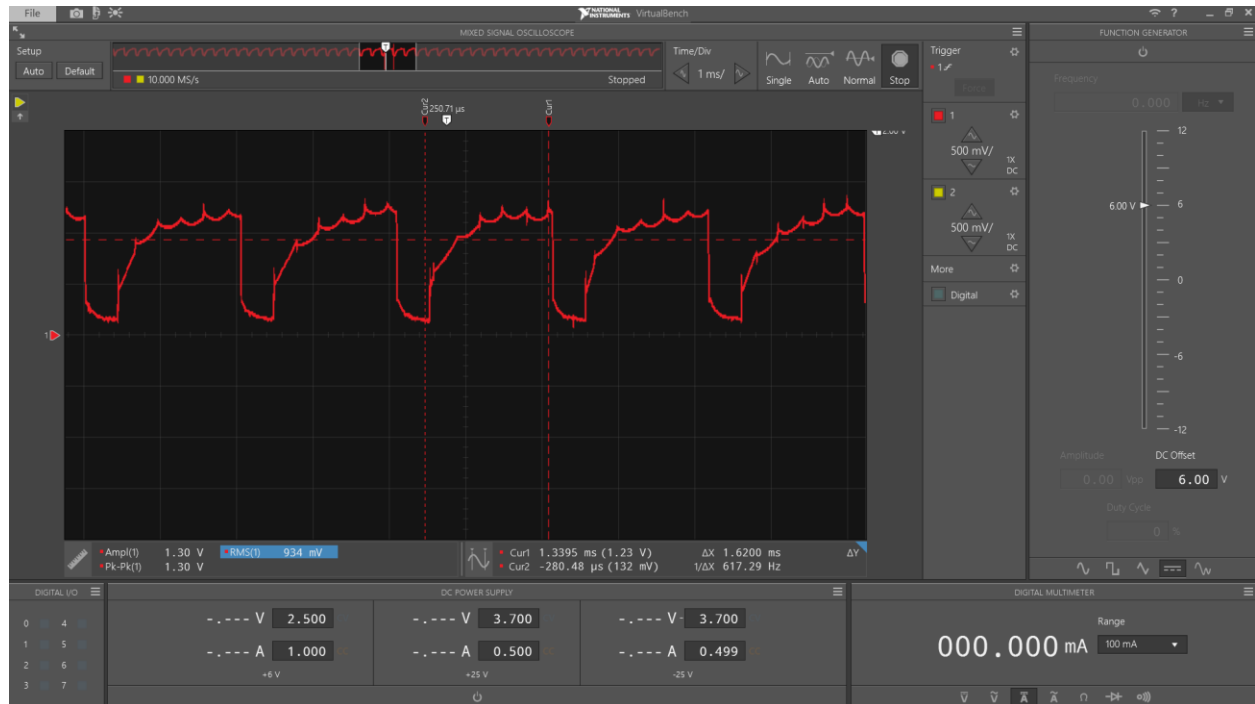 File
NATIONAL INSTRUMENTS VirtualBench
?
MIXED SIGNAL OSCILLOSCOPE
FUNCTION GENERATOR
Setup
Auto Default
10.000 MS/s
Stopped
T
Time/Div
1 ms/
Single Auto Normal Stop
Trigger
1
Force
Cur2
250.71 µs
T
Cur1
1
1
500 mV/
1X
DC
2
500 mV/
1X
DC
More
Digital
Frequency
0.000 Hz
12
6.00 V
6
0
-6
-12
Amplitude
DC Offset
0.00 Vpp
6.00 V
Duty Cycle
0 %
Ampl(1) 1.30 V RMS(1) 934 mV
Pk-Pk(1) 1.30 V
Cur1 1.3395 ms (1.23 V) ΔX 1.6200 ms ΔY
Cur2 -280.48 µs (132 mV) 1/ΔX 617.29 Hz
DIGITAL I/O
0 4
1 5
2 6
3 7
DC POWER SUPPLY
-.--- V 2.500
-.--- A 1.000 CC
+6 V
-.--- V 3.700
-.--- A 0.500 CC
+25 V
-.--- V- 3.700
-.--- A 0.499
-25 V
DIGITAL MULTIMETER
000.000 mA
Range
100 mA
V V A A Ω